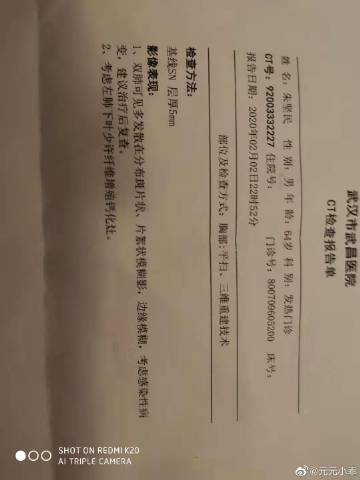 武汉市武昌医院
CT检查报告单
姓 名：朱坚民 性 别：男 年 龄：64岁 科 别：发热门诊
CT号：92003332227 住院号： 门诊号：800709605200 床号：
报告日期：2020年02月02日22时52分
部位及检查方式：胸部:平扫、三维重建技术
检查方法：
基线SN 层厚5mm
影像表现：
1、双肺可见多发散在分布斑片状、片絮状模糊影，边缘模糊，考虑感染性病
变，建议治疗后复查。
2、考虑左肺下叶少许纤维增殖钙化灶。
SHOT ON REDMI K20
AI TRIPLE CAMERA
@元元小乖